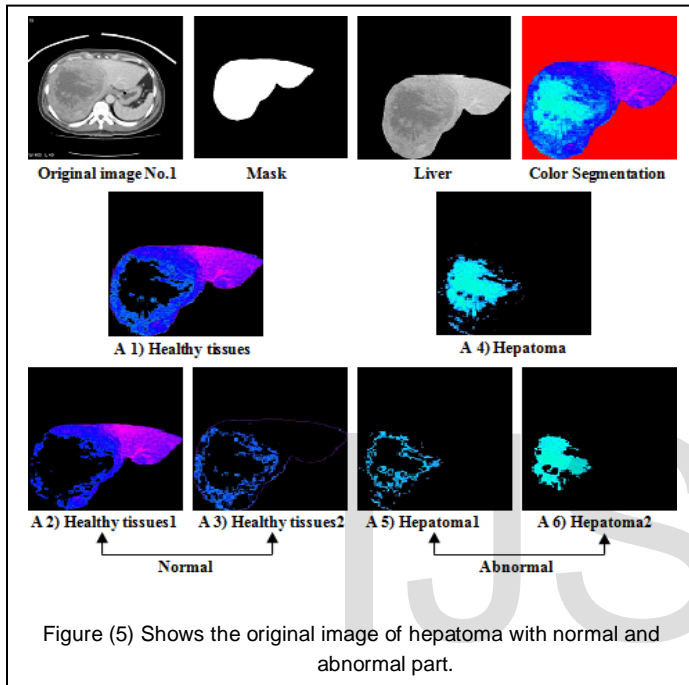 Original image No.1 Mask Liver Color Segmentation
A 1) Healthy tissues A 4) Hepatoma
A 2) Healthy tissues1 A 3) Healthy tissues2 A 5) Hepatoma1 A 6) Hepatoma2
Normal Abnormal
IJS
Figure (5) Shows the original image of hepatoma with normal and
abnormal part.